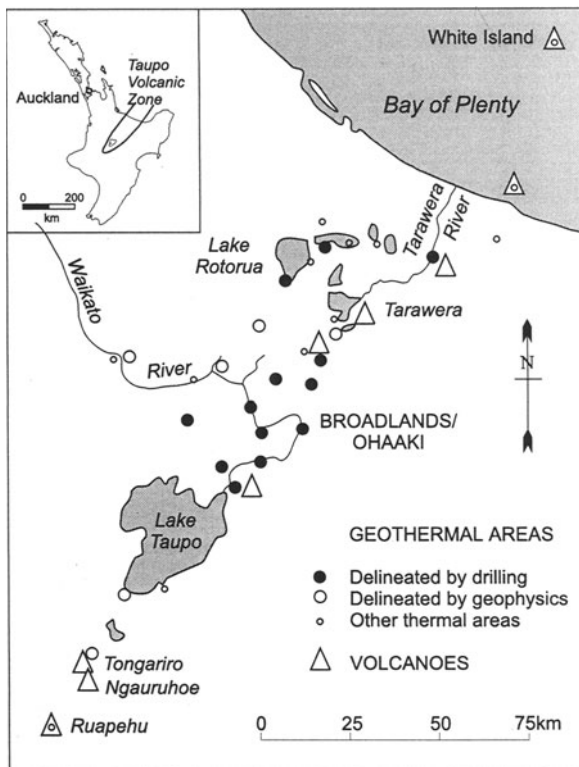 White Island
Bay of Plenty
Taupo
Volcanic
Zone
Auckland
0 200
km
Tarawera
River
Lake
Rotorua
Waikato
River
Tarawera
N
BROADLANDS/
OHAAKI
Lake
Taupo
GEOTHERMAL AREAS
Delineated by drilling
Delineated by geophysics
Other thermal areas
VOLCANOES
Tongariro
Ngauruhoe
Ruapehu
0 25 50 75km